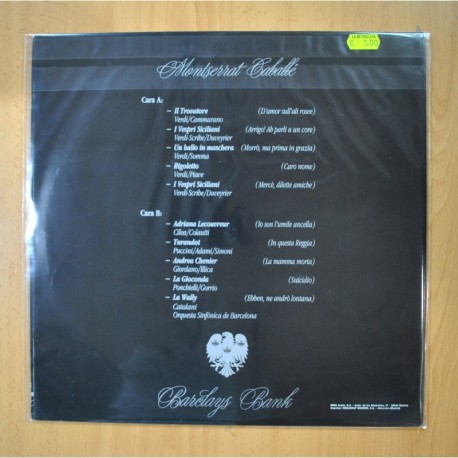 LA METRALLETA
€ 3,00
Montserrat Caballé
Cara A:
– Il Trovatore (D'amor sull'ali rosee)
Verdi/Cammarano
– I Vespri Siciliani (Arrigo! Ah parli a un core)
Verdi-Scribe/Duveyrier
– Un ballo in maschera (Morrò, ma prima in grazia)
Verdi/Somma
– Rigoletto (Caro nome)
Verdi/Piave
– I Vespri Siciliani (Mercè, dilette amiche)
Verdi-Scribe/Duveyrier
Cara B:
– Adriana Lecouvreur (Io son l'umile ancella)
Cilea/Colautti
– Turandot (In questa Reggia)
Puccini/Adami/Simoni
– Andrea Chenier (La mamma morta)
Giordano/Illica
– La Gioconda (Suicidio)
Ponchielli/Gorrio
– La Wally (Ebben, ne andrò lontana)
Catalani
Orquesta Sinfónica de Barcelona
Barclays Bank